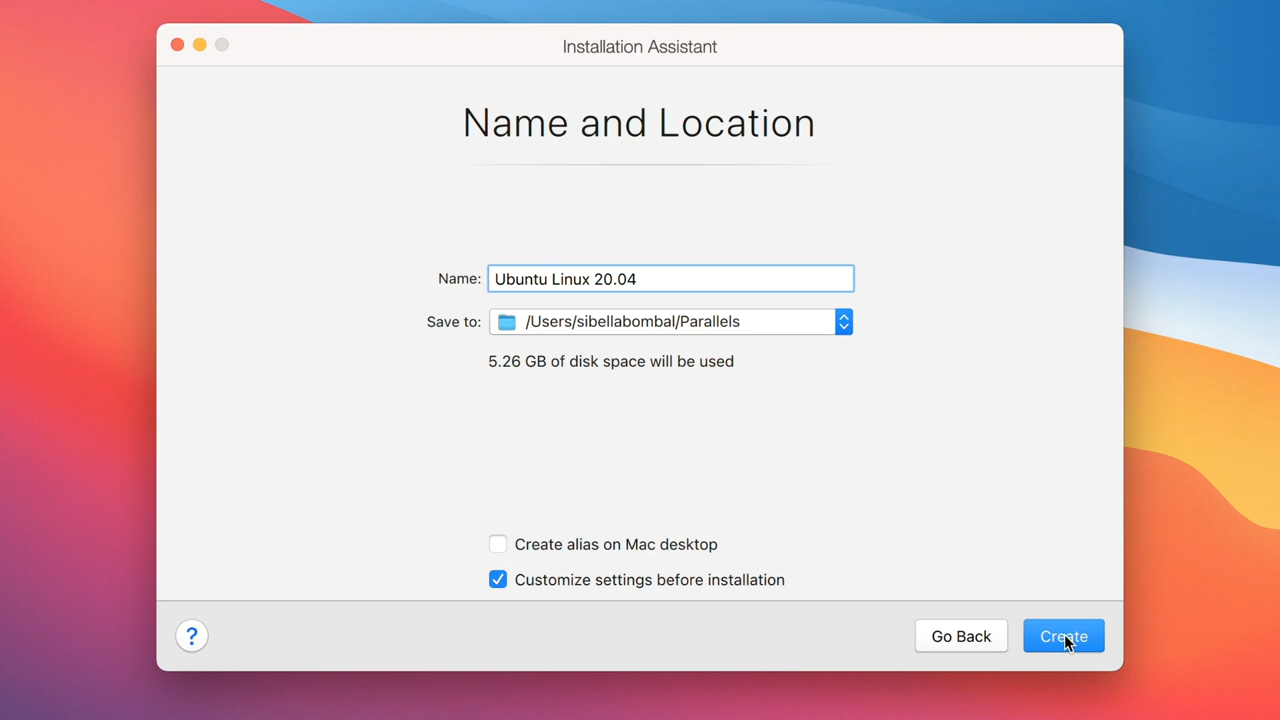 Installation Assistant
Name and Location
Name: Ubuntu Linux 20.04
Save to: /Users/sibellabombal/Parallels
5.26 GB of disk space will be used
Create alias on Mac desktop
Customize settings before installation
? Go Back Create